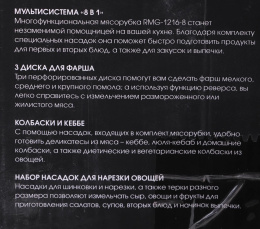 МУЛЬТИСИСТЕМА «8 В 1»
Многофункциональная мясорубка RMG-1216-8 станет
незаменимой помощницей на вашей кухне. Благодаря комплекту
специальных насадок она поможет быстро подготовить продукты
для первых и вторых блюд, а также для закусок и выпечки.
3 ДИСКА ДЛЯ ФАРША
Три перфорированных диска помогут вам сделать фарш мелкого,
среднего и крупного помола; а используя функцию реверса, вы
легко справитесь с измельчением размороженного или
жилистого мяса.
КОЛБАСКИ И КЕББЕ
С помощью насадок, входящих в комплект мясорубки, удобно
готовить деликатесы из мяса – кеббе, люля-кебаб и домашние
колбаски, а также диетические и вегетарианские колбаски из
овощей.
НАБОР НАСАДОК ДЛЯ НАРЕЗКИ ОВОЩЕЙ
Насадки для шинковки и нарезки, а также терки разного
размера позволяют измельчать сыр, овощи и фрукты для
приготовления салатов, супов, вторых блюд и начинок выпечки.